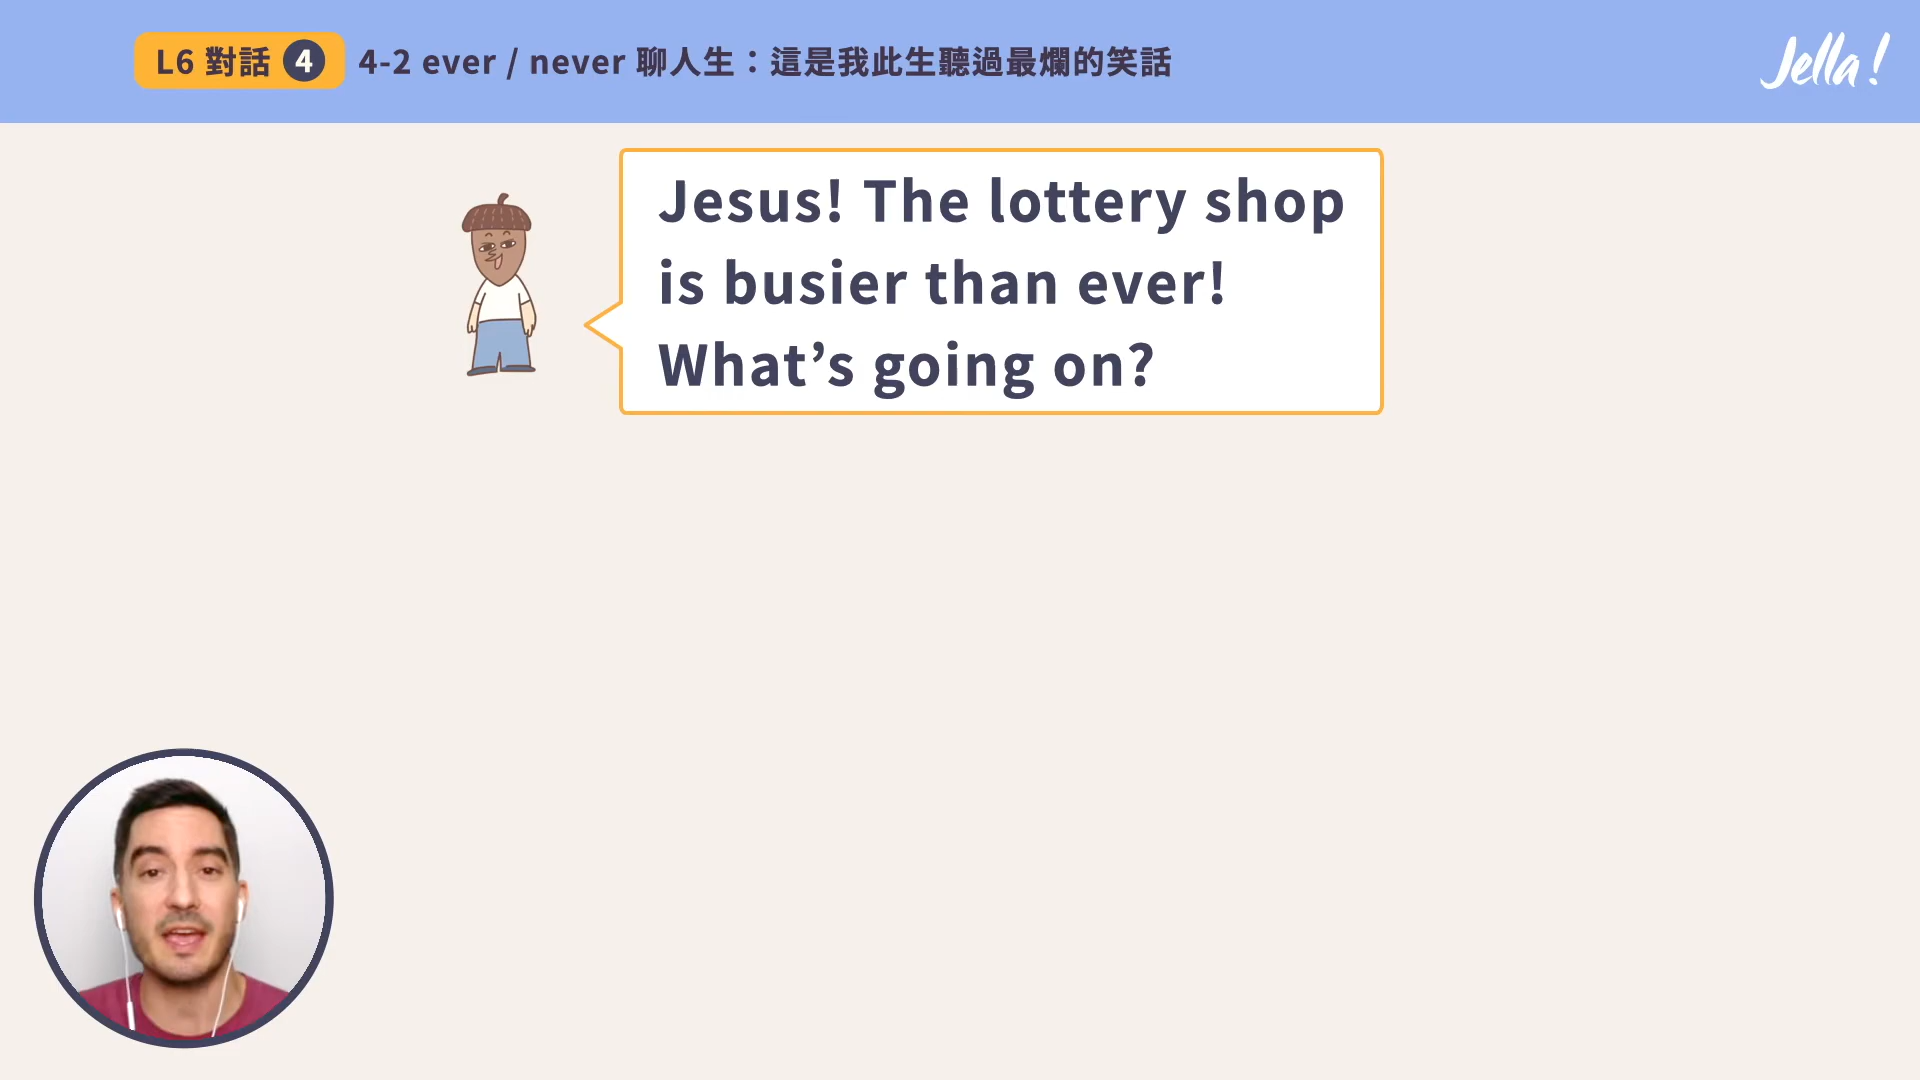 L6 對話 4 4-2 ever / never 聊人生：這是我此生聽過最爛的笑話
Jella!
Jesus! The lottery shop
is busier than ever!
What’s going on?